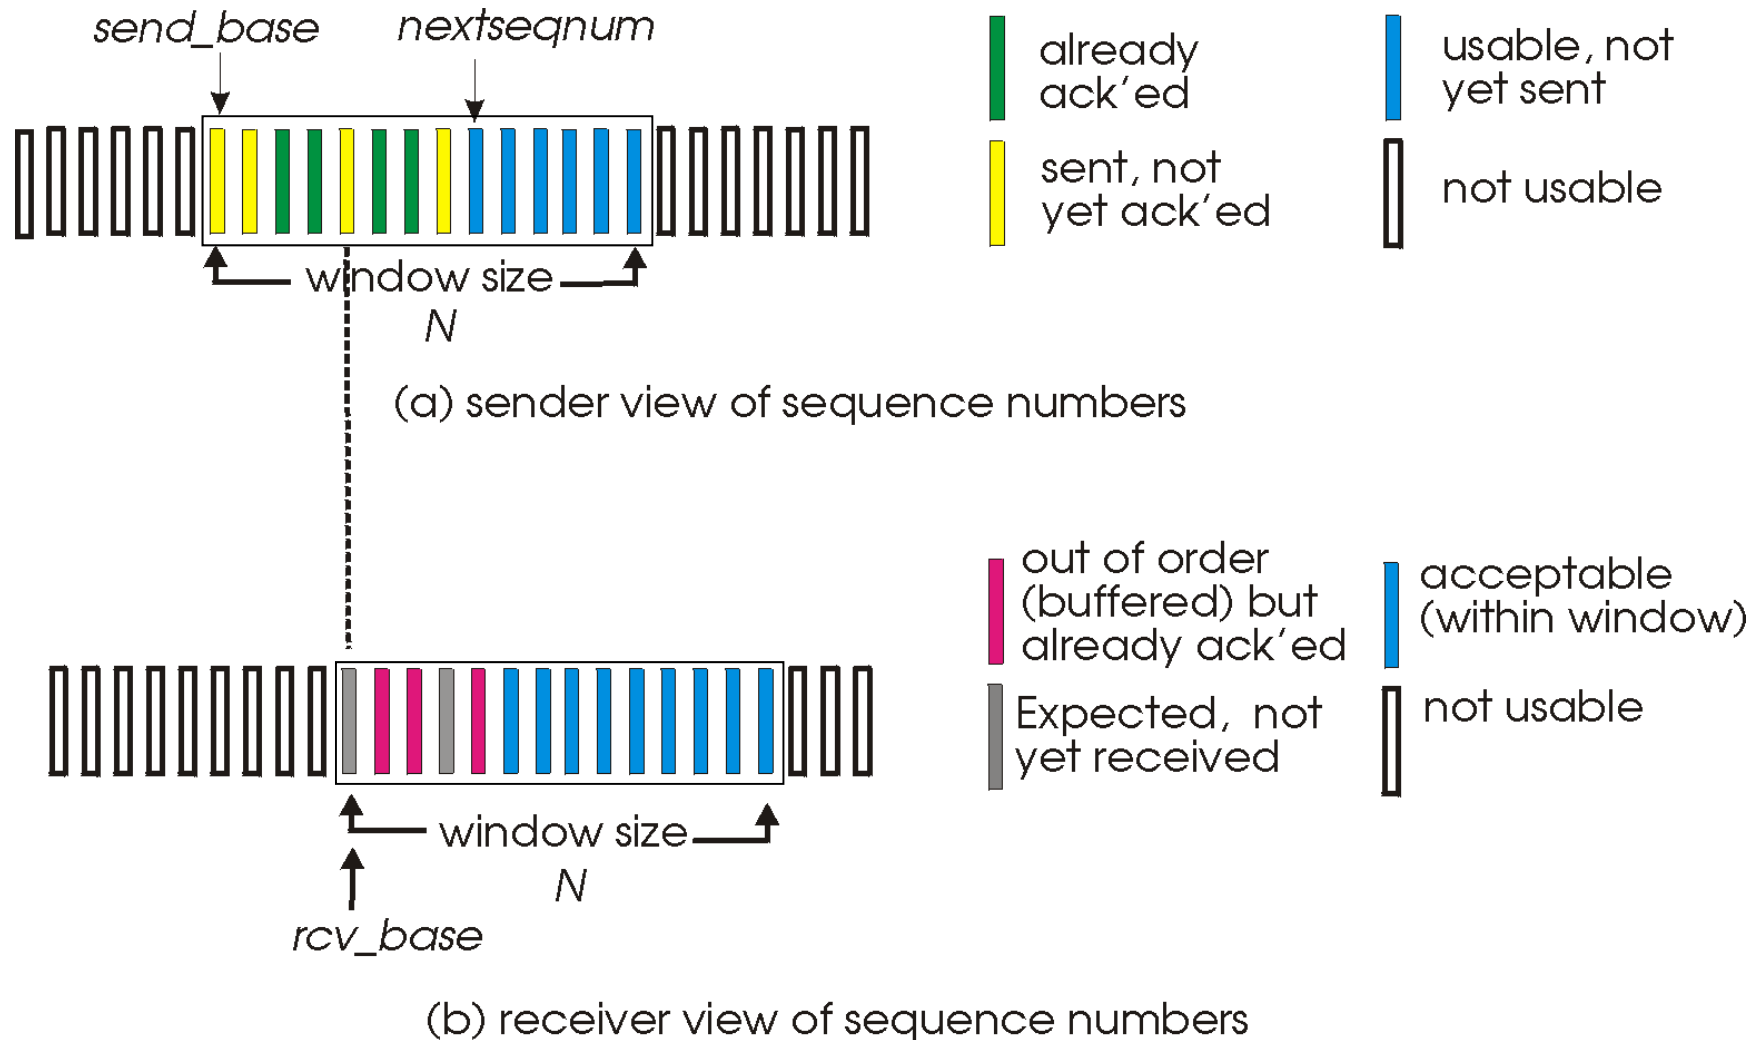 send_base
nextseqnum
already
ack'ed
usable, not
yet sent
sent, not
yet ack'ed
not usable
window size
N
(a) sender view of sequence numbers
out of order
(buffered) but
already ack'ed
acceptable
(within window)
Expected, not
yet received
not usable
window size
N
rcv_base
(b) receiver view of sequence numbers